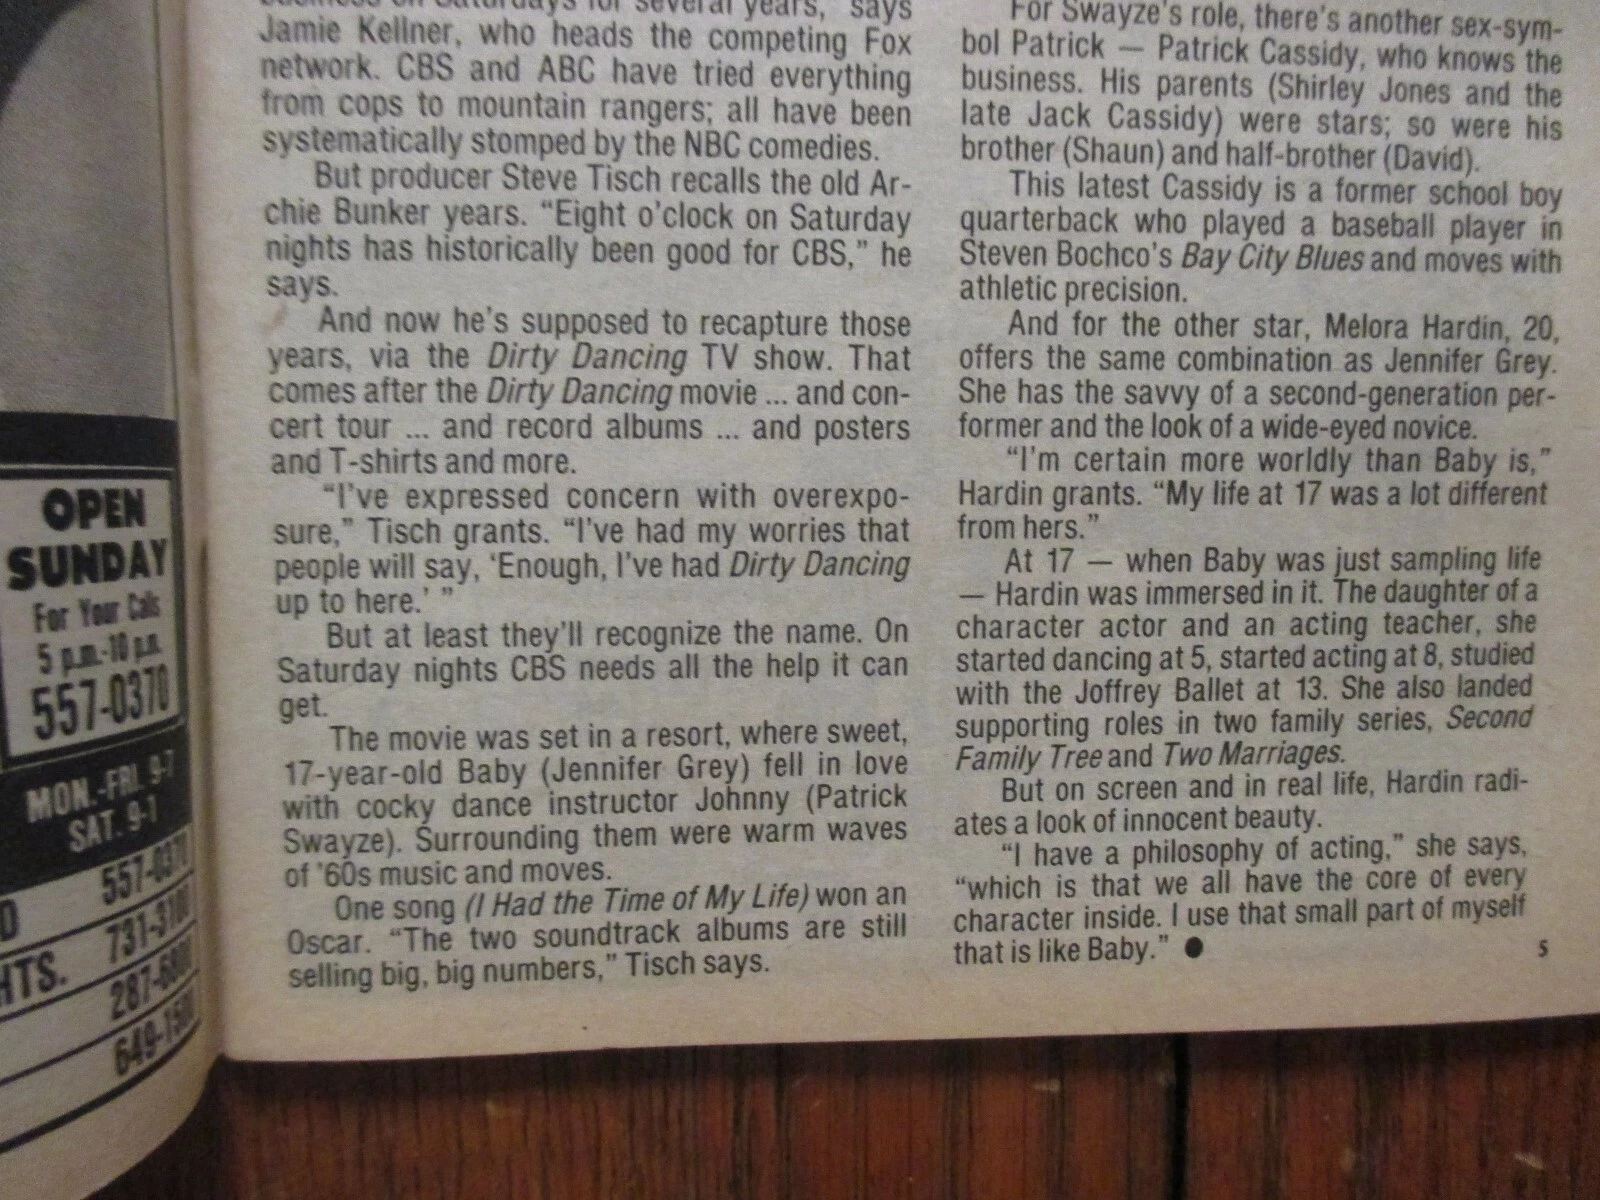 business on Saturdays for several years," says
Jamie Kellner, who heads the competing Fox
network. CBS and ABC have tried everything
from cops to mountain rangers; all have been
systematically stomped by the NBC comedies.
But producer Steve Tisch recalls the old Ar-
chie Bunker years. "Eight o'clock on Saturday
nights has historically been good for CBS," he
says.
And now he's supposed to recapture those
years, via the Dirty Dancing TV show. That
comes after the Dirty Dancing movie ... and con-
cert tour ... and record albums ... and posters
and T-shirts and more.
"I've expressed concern with overexpo-
sure," Tisch grants. "I've had my worries that
people will say, 'Enough, I've had Dirty Dancing
up to here.' "
But at least they'll recognize the name. On
Saturday nights CBS needs all the help it can
get.
The movie was set in a resort, where sweet,
17-year-old Baby (Jennifer Grey) fell in love
with cocky dance instructor Johnny (Patrick
Swayze). Surrounding them were warm waves
of '60s music and moves.
One song (I Had the Time of My Life) won an
Oscar. "The two soundtrack albums are still
selling big, big numbers," Tisch says.
For Swayze's role, there's another sex-sym-
bol Patrick — Patrick Cassidy, who knows the
business. His parents (Shirley Jones and the
late Jack Cassidy) were stars; so were his
brother (Shaun) and half-brother (David).
This latest Cassidy is a former school boy
quarterback who played a baseball player in
Steven Bochco's Bay City Blues and moves with
athletic precision.
And for the other star, Melora Hardin, 20,
offers the same combination as Jennifer Grey.
She has the savvy of a second-generation per-
former and the look of a wide-eyed novice.
"I'm certain more worldly than Baby is,"
Hardin grants. "My life at 17 was a lot different
from hers."
At 17 — when Baby was just sampling life
— Hardin was immersed in it. The daughter of a
character actor and an acting teacher, she
started dancing at 5, started acting at 8, studied
with the Joffrey Ballet at 13. She also landed
supporting roles in two family series, Second
Family Tree and Two Marriages.
But on screen and in real life, Hardin radi-
ates a look of innocent beauty.
"I have a philosophy of acting," she says,
"which is that we all have the core of every
character inside. I use that small part of myself
that is like Baby." ●
5
OPEN
SUNDAY
For Your Cals
5 p.m.-10 p.m.
557-0370
MON.-FRI. 9-7
SAT. 9-1
557-0370
731-3100
HTS. 287-6800
649-1500